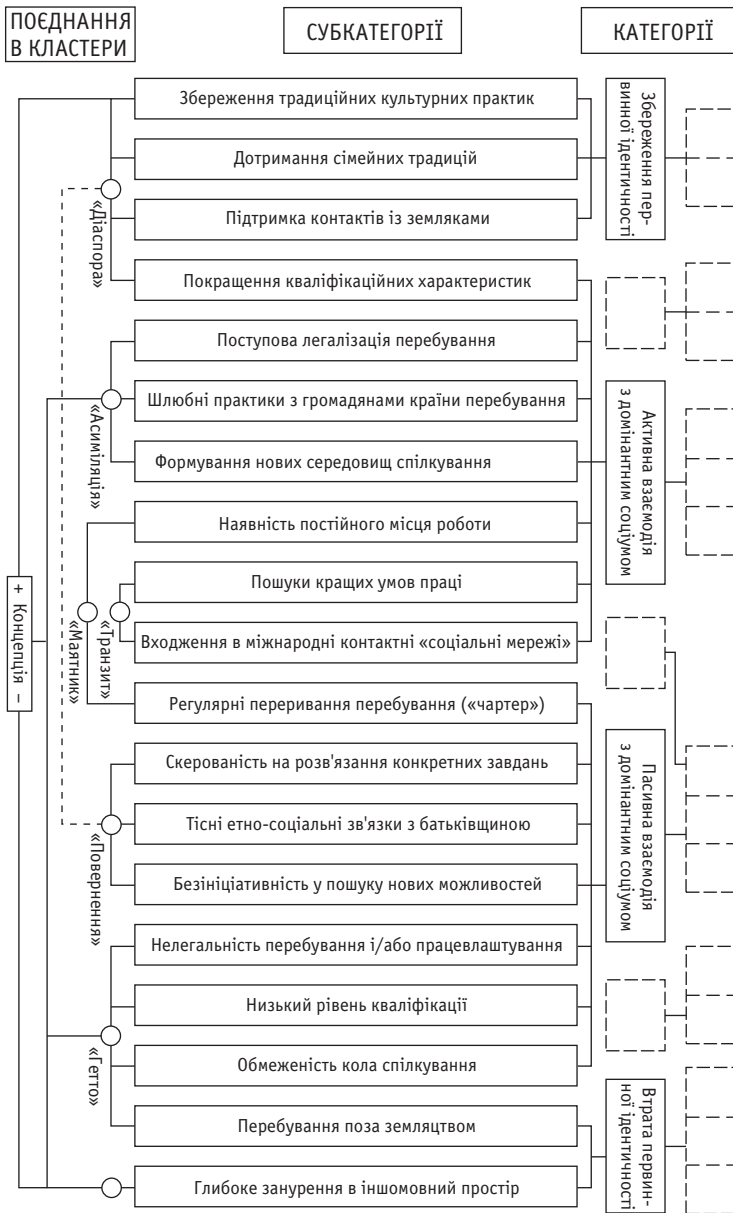 ПОЄДНАННЯ
В КЛАСТЕРИ
СУБКАТЕГОРІЇ
КАТЕГОРІЇ
Збереження традиційних культурних практик
Дотримання сімейних традицій
Підтримка контактів із земляками
Покращення кваліфікаційних характеристик
Поступова легалізація перебування
Шлюбні практики з громадянами країни перебування
Формування нових середовищ спілкування
Наявність постійного місця роботи
Пошуки кращих умов праці
Входження в міжнародні контактні «соціальні мережі»
Регулярні переривання перебування («чартер»)
Скерованість на розв'язання конкретних завдань
Тісні етно-соціальні зв'язки з батьківщиною
Безініціативність у пошуку нових можливостей
Нелегальність перебування і/або працевлаштування
Низький рівень кваліфікації
Обмеженість кола спілкування
Перебування поза земляцтвом
Глибоке занурення в іншомовний простір
«Діаспора»
«Асиміляція»
«Транзит»
«Маятник»
«Повернення»
«Гетто»
+ Концепція –
Збереження пер-
винної ідентичності
Активна взаємодія
з домінантним соціумом
Пасивна взаємодія
з домінантним соціумом
Втрата первин-
ної ідентичності